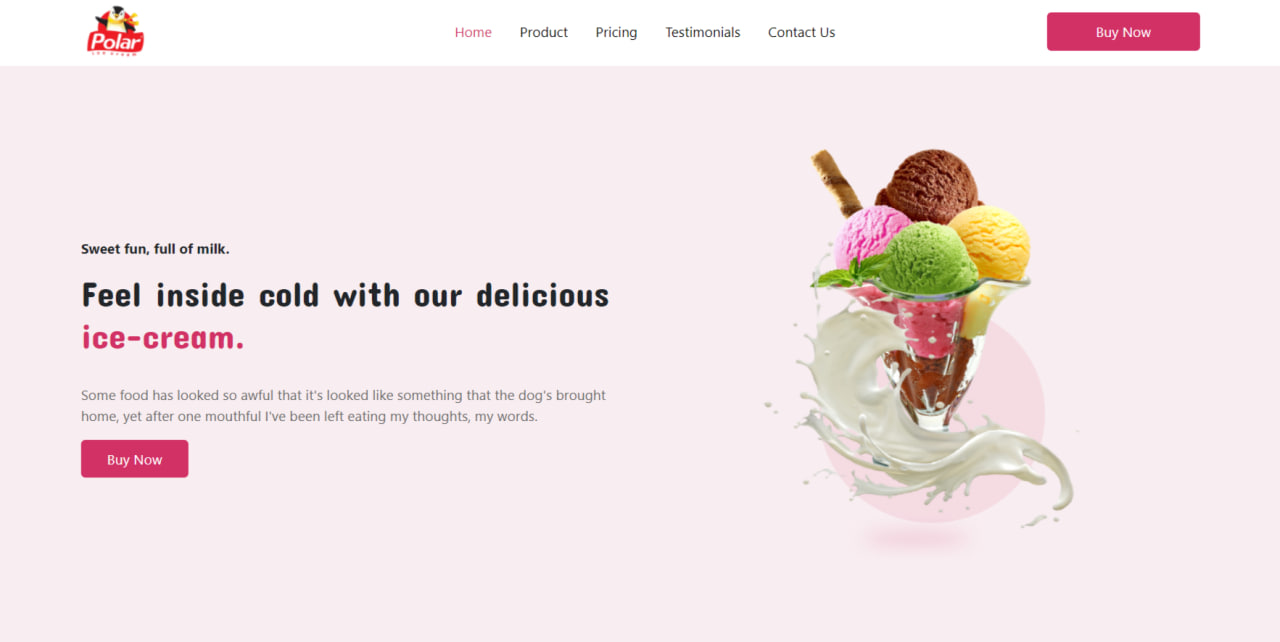 Polar
ice cream
Home
Product
Pricing
Testimonials
Contact Us
Buy Now
Sweet fun, full of milk.
Feel inside cold with our delicious
ice-cream.
Some food has looked so awful that it's looked like something that the dog's brought
home, yet after one mouthful I've been left eating my thoughts, my words.
Buy Now